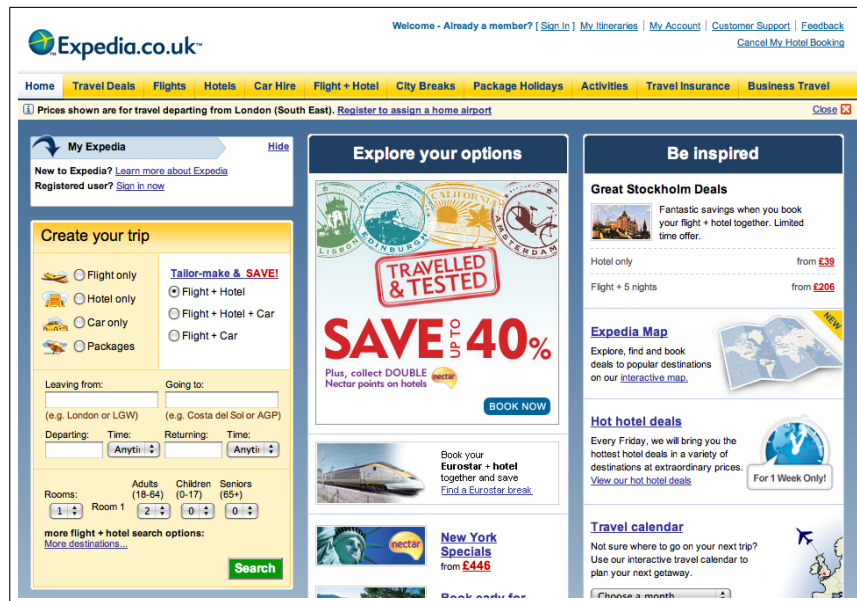 Welcome - Already a member? [ Sign In ] My Itineraries | My Account | Customer Support | Feedback
Cancel My Hotel Booking
Expedia.co.uk™
Home Travel Deals Flights Hotels Car Hire Flight + Hotel City Breaks Package Holidays Activities Travel Insurance Business Travel
Prices shown are for travel departing from London (South East). Register to assign a home airport Close
My Expedia Hide
New to Expedia? Learn more about Expedia
Registered user? Sign in now
Create your trip
Flight only
Hotel only
Car only
Packages
Tailor-make & SAVE!
Flight + Hotel
Flight + Hotel + Car
Flight + Car
Leaving from: Going to:
(e.g. London or LGW) (e.g. Costa del Sol or AGP)
Departing: Time: Returning: Time:
Anyti Anyti
Adults Children Seniors
Rooms: (18-64) (0-17) (65+)
1 Room 1 2 0 0
more flight + hotel search options:
More destinations...
Search
Explore your options
LISBON
EDINBURGH
CALIFORNIA
AMSTERDAM
TRAVELLED
& TESTED
SAVE UP TO 40%
Plus, collect DOUBLE
Nectar points on hotels nectar
BOOK NOW
Book your
Eurostar + hotel
together and save
Find a Eurostar break
nectar
New York
Specials
from £446
Book early for
Be inspired
Great Stockholm Deals
Fantastic savings when you book
your flight + hotel together. Limited
time offer.
Hotel only from £39
Flight + 5 nights from £206
Expedia Map
NEW
Explore, find and book
deals to popular destinations
on our interactive map.
Hot hotel deals
Every Friday, we will bring you the
hottest hotel deals in a variety of
destinations at extraordinary prices.
View our hot hotel deals
For 1 Week Only!
Travel calendar
Not sure where to go on your next trip?
Use our interactive travel calendar to
plan your next getaway.
Choose a month